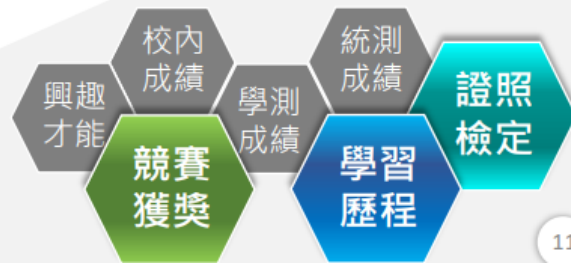 興趣
才能
校內
成績
學測
成績
統測
成績
證照
檢定
競賽
獲獎
學習
歷程
11